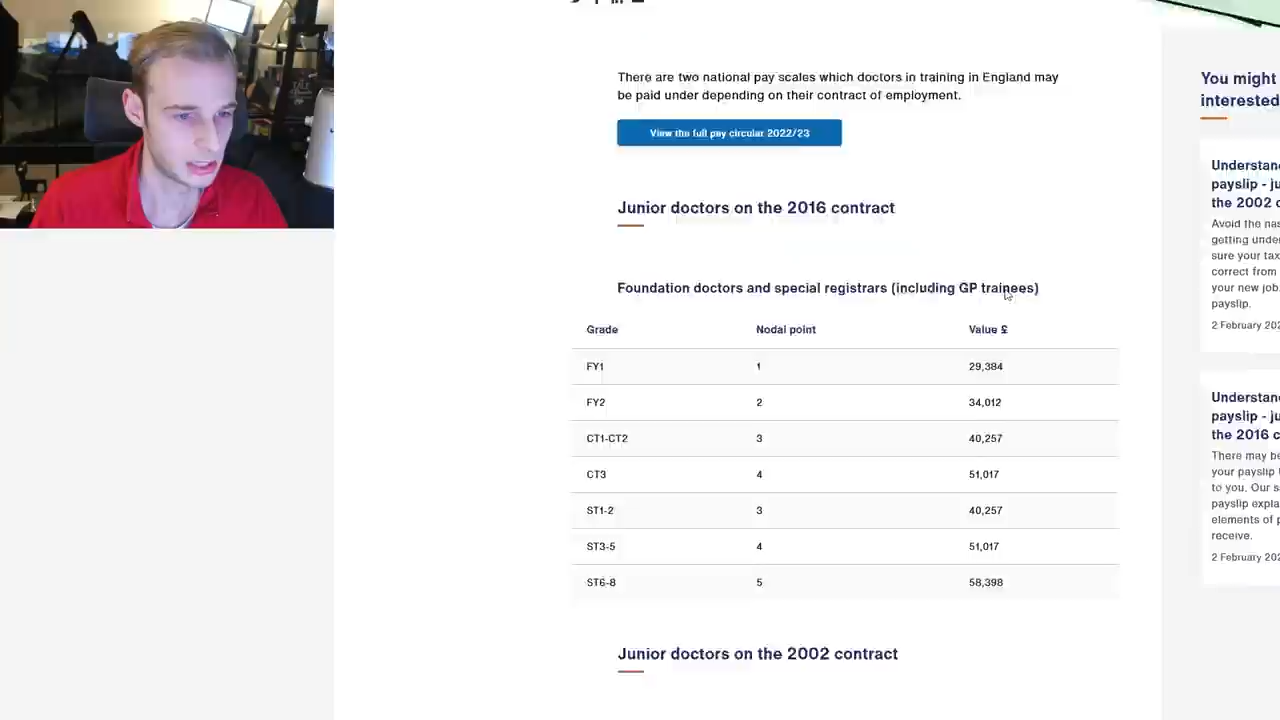 There are two national pay scales which doctors in training in England may
be paid under depending on their contract of employment.
View the full pay circular 2022/23
Junior doctors on the 2016 contract
Foundation doctors and special registrars (including GP trainees)
Grade Nodal point Value £
FY1 1 29,384
FY2 2 34,012
CT1-CT2 3 40,257
CT3 4 51,017
ST1-2 3 40,257
ST3-5 4 51,017
ST6-8 5 58,398
Junior doctors on the 2002 contract
You might
interested
Understand
payslip - ju
the 2002 c
Avoid the nas
getting unde
sure your tax
correct from
your new job.
payslip.
2 February 202
Understan
payslip - ju
the 2016 c
There may be
your payslip
to you. Our s
payslip expla
elements of p
receive.
2 February 202